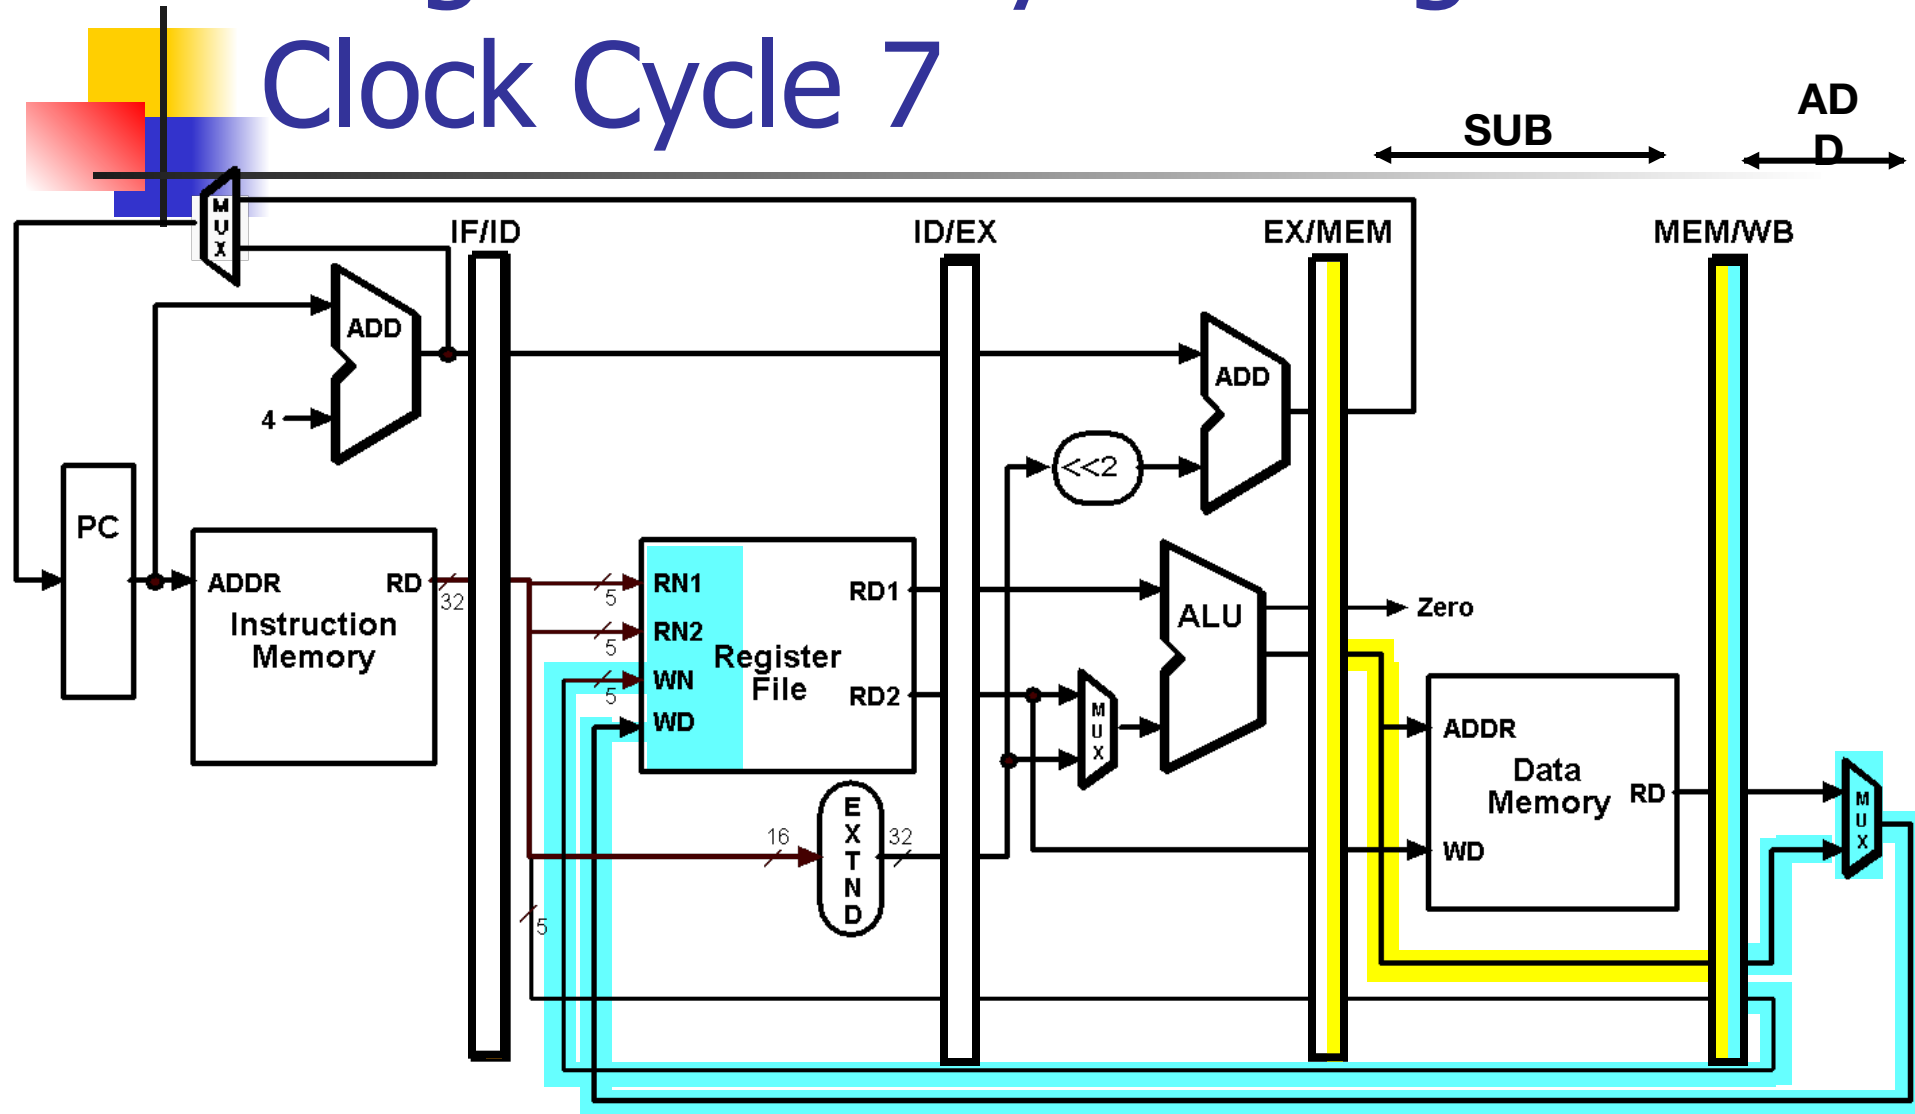 Clock Cycle 7
SUB
AD
D
M
U
X
IF/ID
ID/EX
EX/MEM
MEM/WB
ADD
4
ADD
<<2
PC
ADDR
RD
32
Instruction
Memory
5
RN1
5
RN2
5
WN
WD
Register
File
RD1
RD2
16
E
X
T
N
D
32
5
M
U
X
ALU
Zero
ADDR
Data
Memory
RD
WD
M
U
X